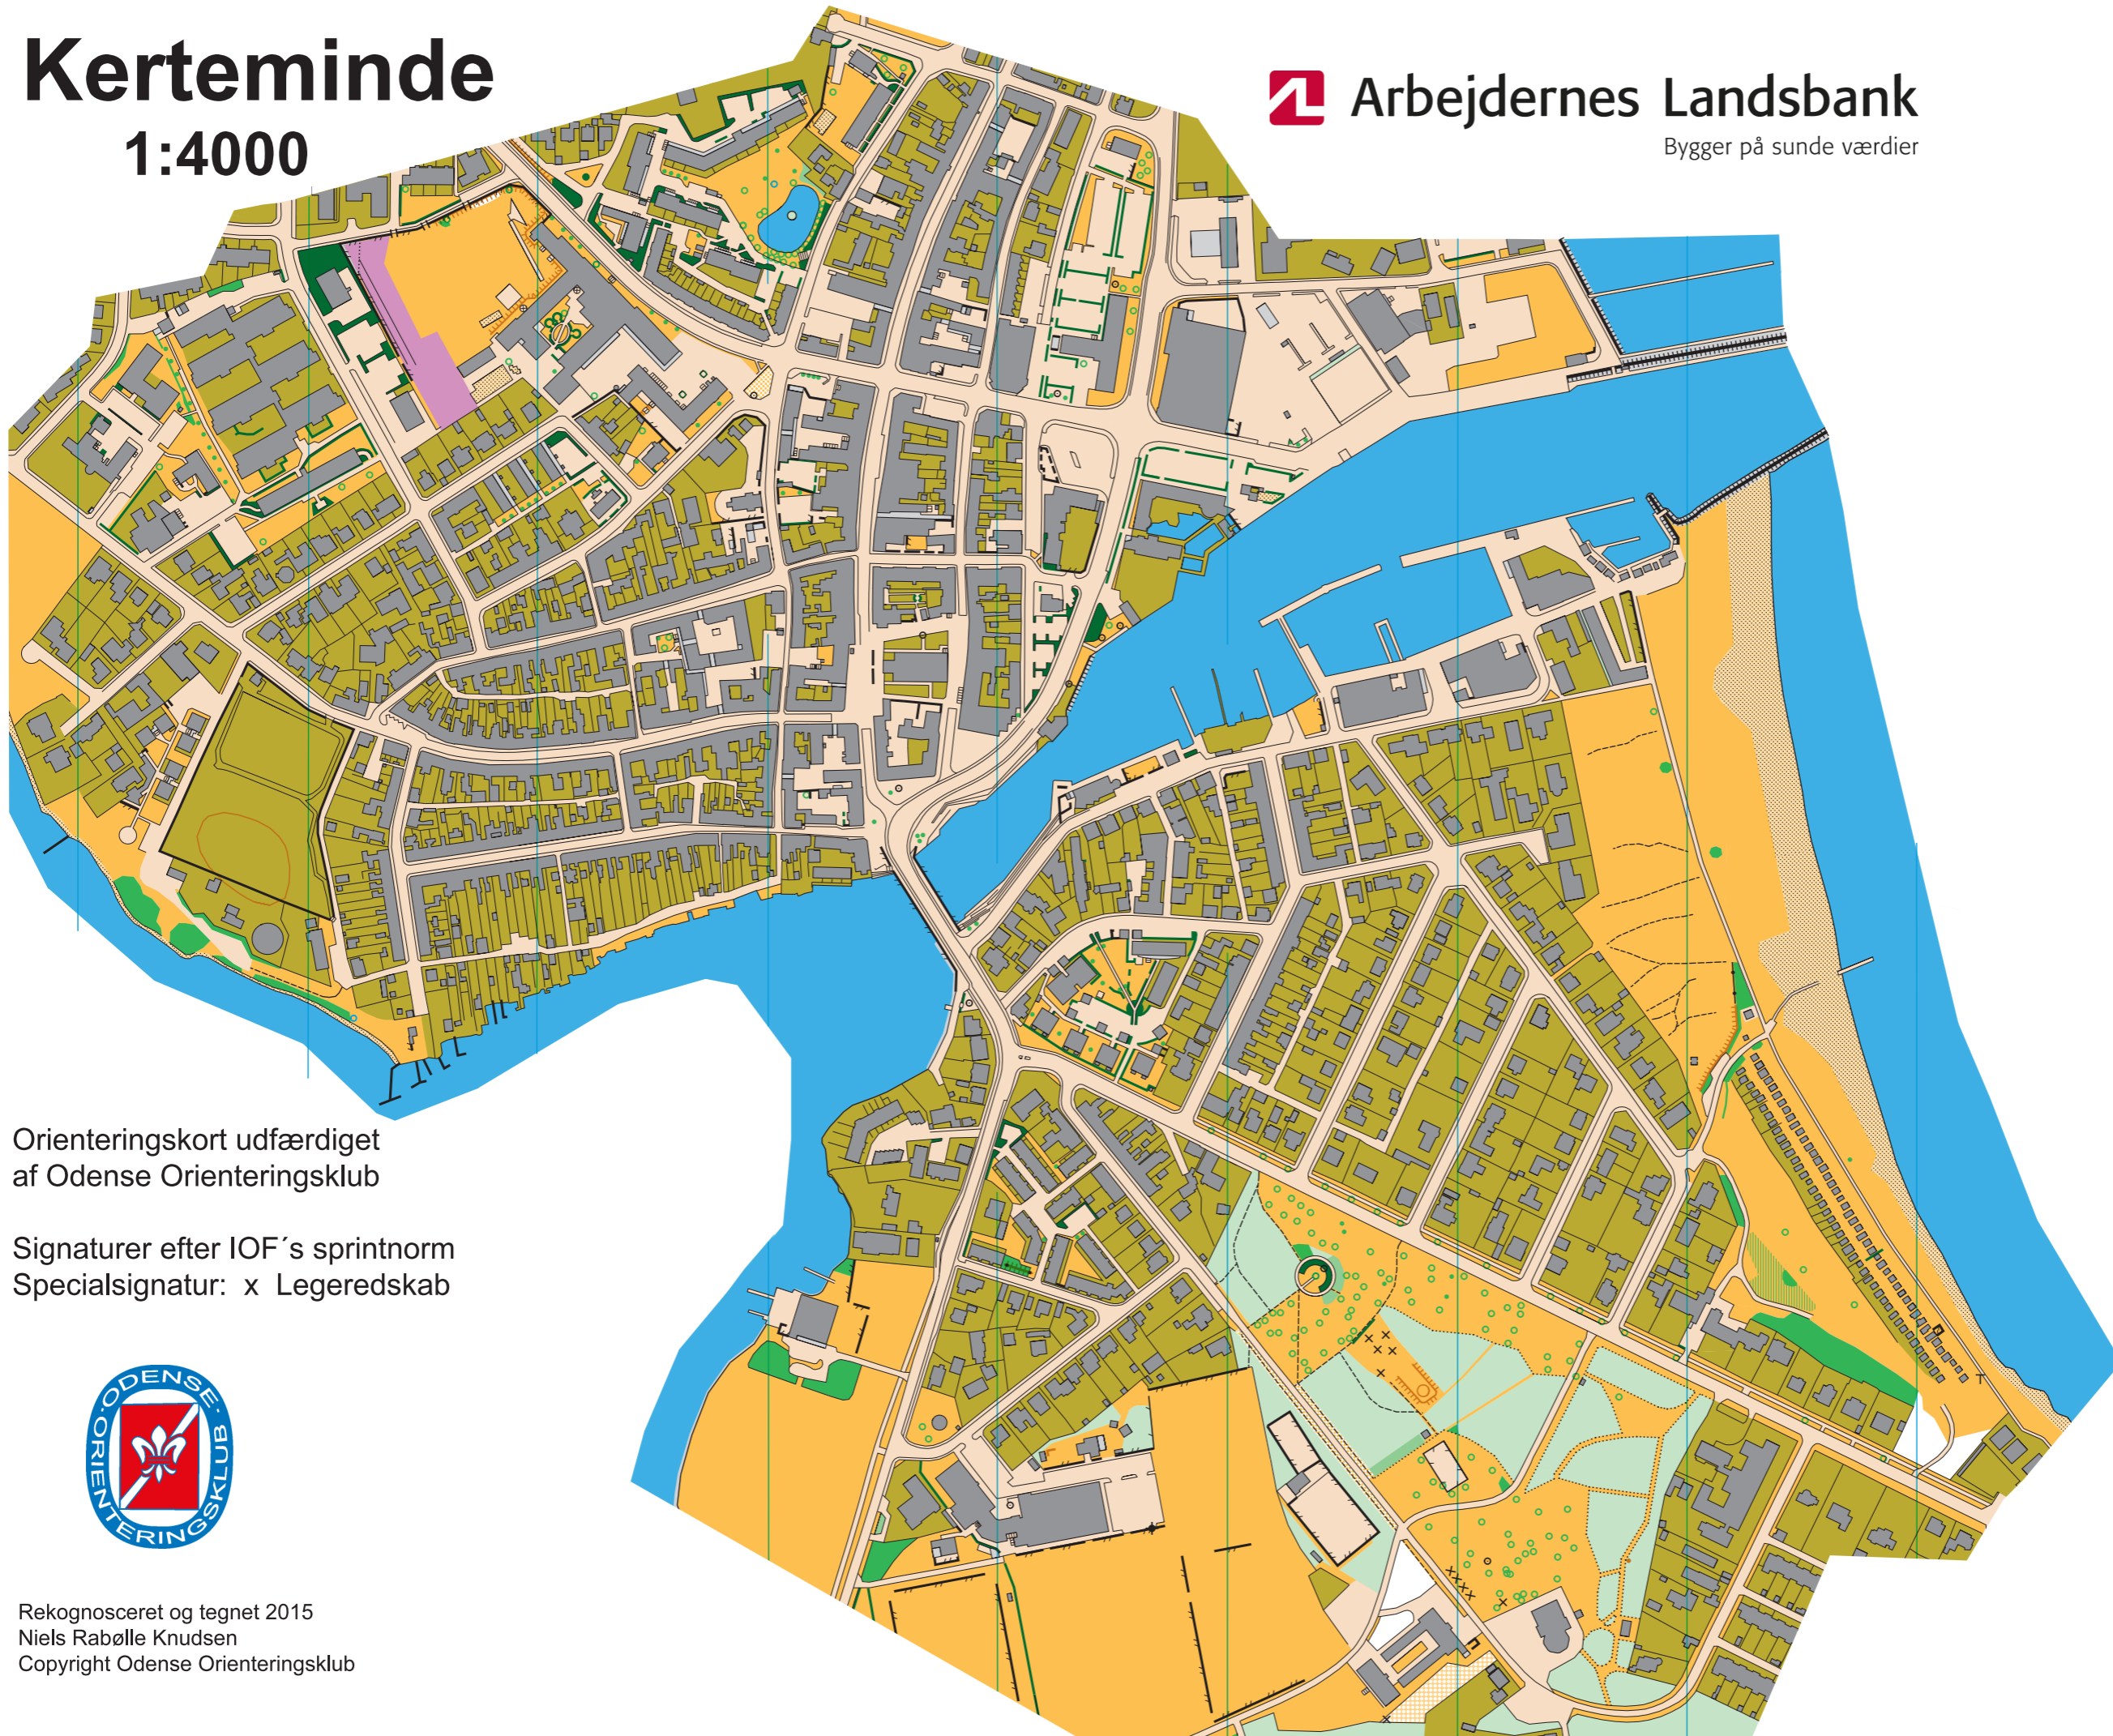 Kerteminde
1:4000
Arbejdernes Landsbank
Bygger på sunde værdier
Orienteringskort udfærdiget
af Odense Orienteringsklub
Signaturer efter IOF´s sprintnorm
Specialsignatur: x Legeredskab
O·ODENSE·
ORIENTERINGSKLUB
Rekognosceret og tegnet 2015
Niels Rabølle Knudsen
Copyright Odense Orienteringsklub